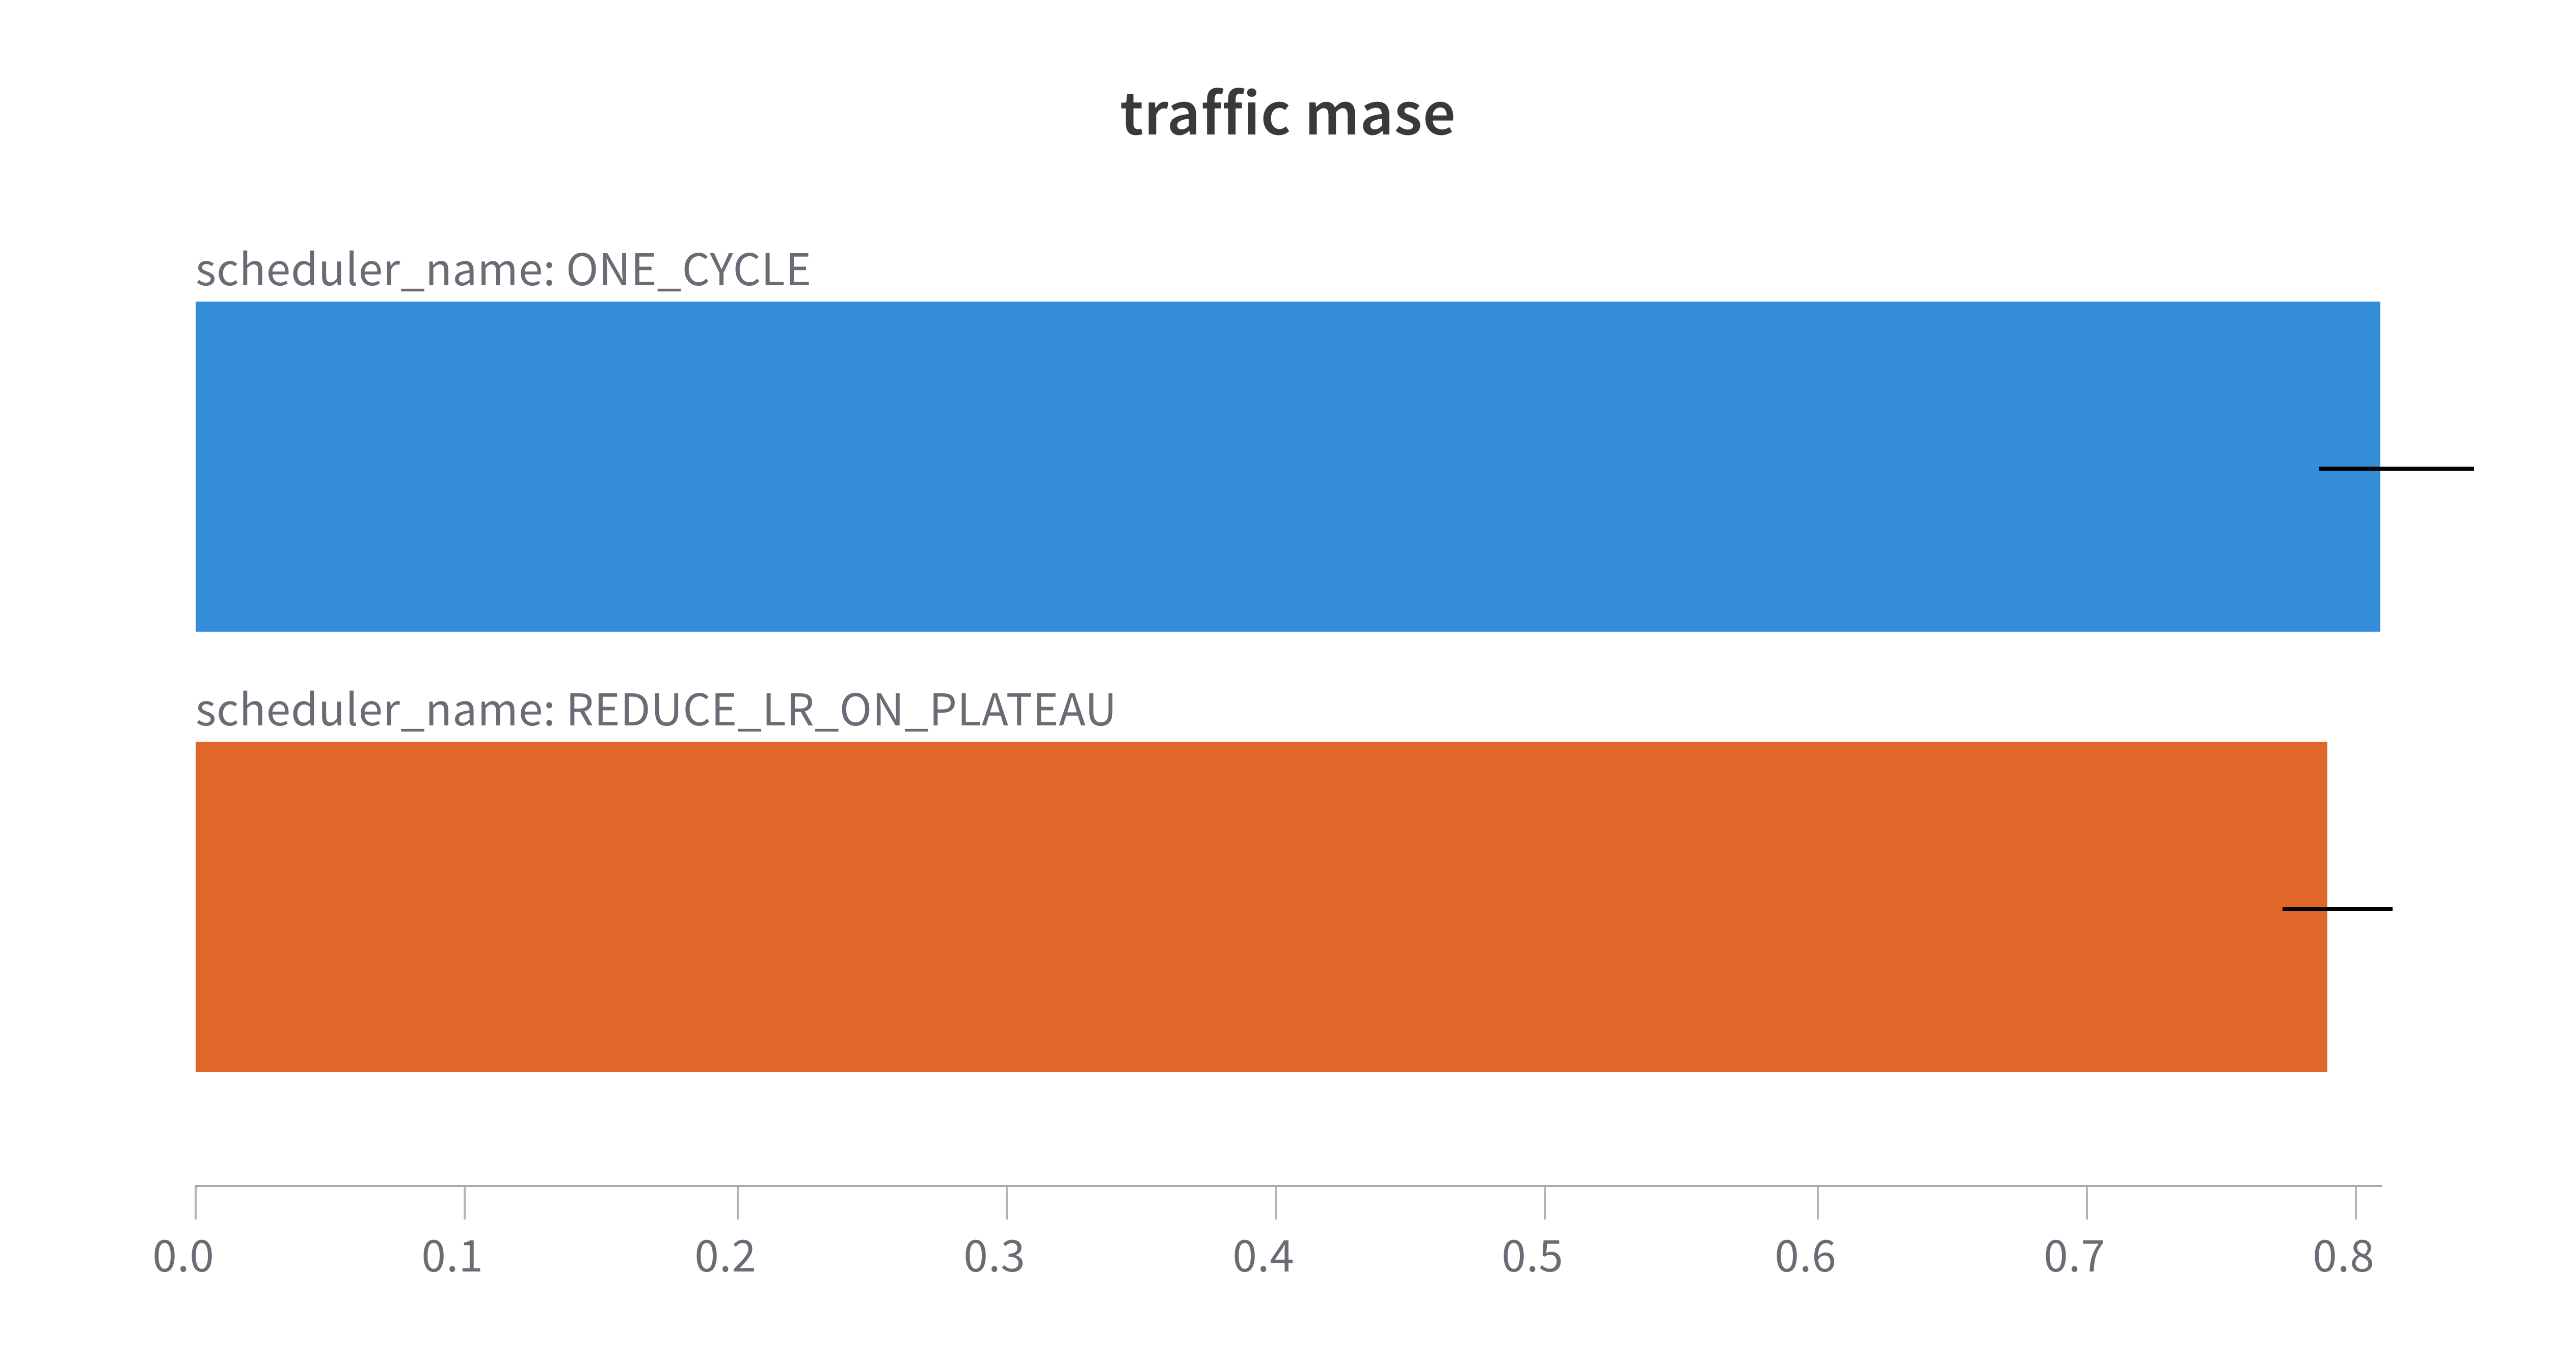 traffic mase
scheduler_name: ONE_CYCLE
scheduler_name: REDUCE_LR_ON_PLATEAU
0.0 0.1 0.2 0.3 0.4 0.5 0.6 0.7 0.8